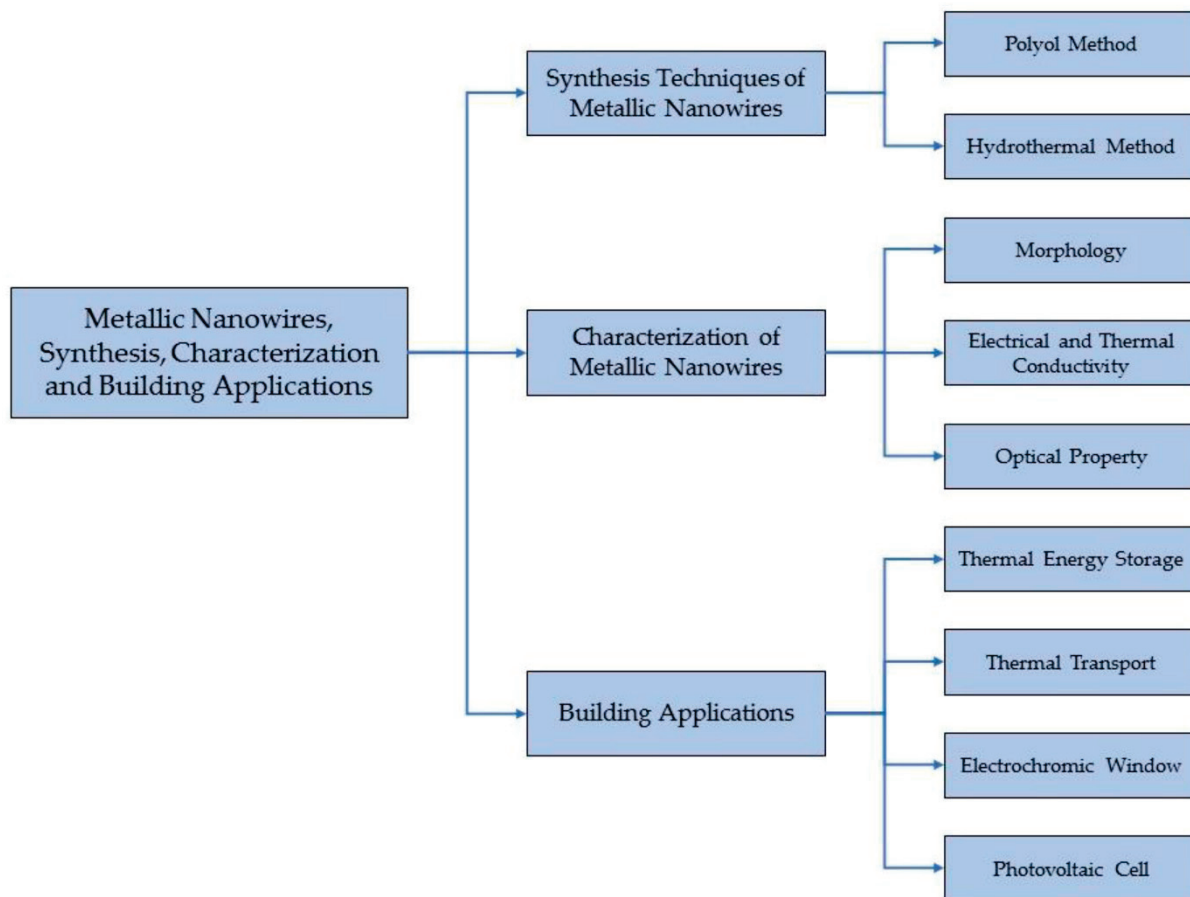 Metallic Nanowires,
Synthesis, Characterization
and Building Applications
Synthesis Techniques of
Metallic Nanowires
Polyol Method
Hydrothermal Method
Characterization of
Metallic Nanowires
Morphology
Electrical and Thermal
Conductivity
Optical Property
Building Applications
Thermal Energy Storage
Thermal Transport
Electrochromic Window
Photovoltaic Cell